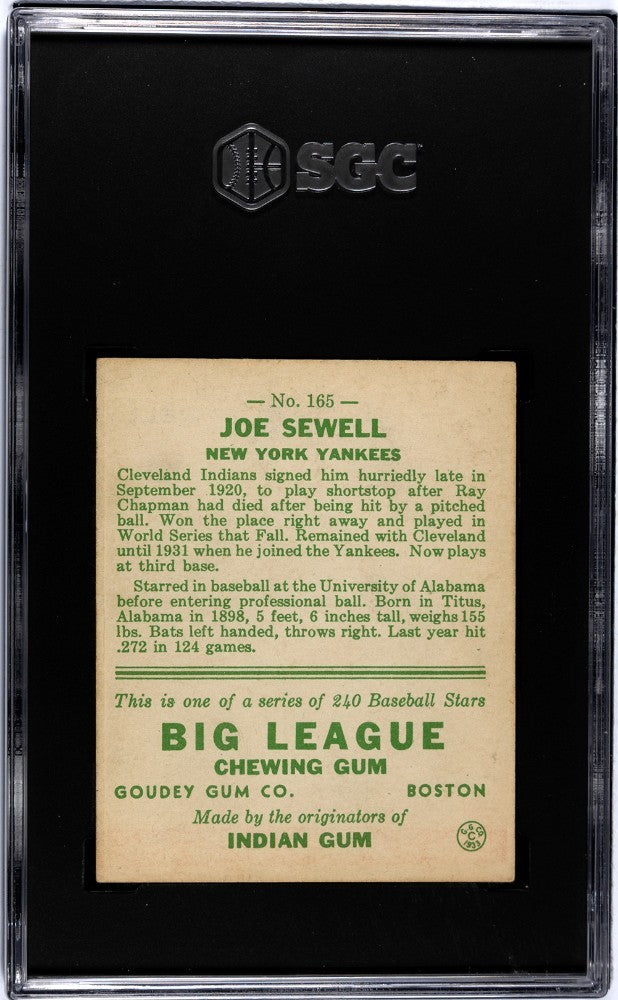 SGC
— No. 165 —
JOE SEWELL
NEW YORK YANKEES
Cleveland Indians signed him hurriedly late in
September 1920, to play shortstop after Ray
Chapman had died after being hit by a pitched
ball. Won the place right away and played in
World Series that Fall. Remained with Cleveland
until 1931 when he joined the Yankees. Now plays
at third base.
Starred in baseball at the University of Alabama
before entering professional ball. Born in Titus,
Alabama in 1898, 5 feet, 6 inches tall, weighs 155
lbs. Bats left handed, throws right. Last year hit
.272 in 124 games.
This is one of a series of 240 Baseball Stars
BIG LEAGUE
CHEWING GUM
GOUDEY GUM CO. BOSTON
Made by the originators of
INDIAN GUM
G.G.CO.
C
1933